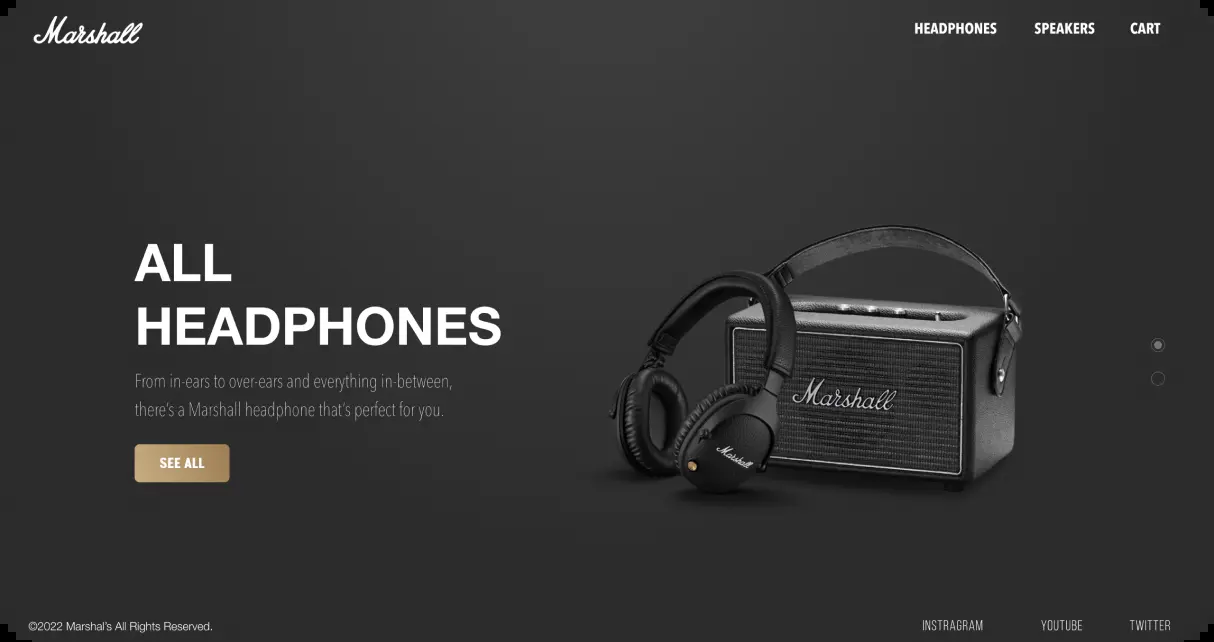 Marshall
HEADPHONES SPEAKERS CART
ALL
HEADPHONES
From in-ears to over-ears and everything in-between,
there's a Marshall headphone that's perfect for you.
SEE ALL
Marshall
Marshall
©2022 Marshal's All Rights Reserved.
INSTRAGRAM YOUTUBE TWITTER